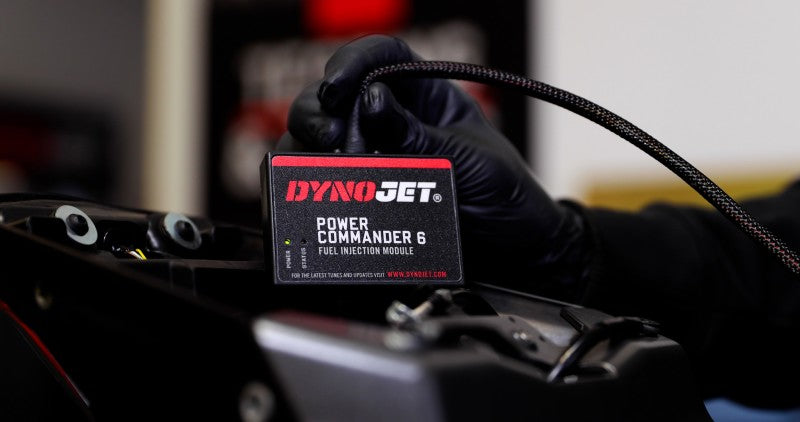 DYNOJET®
POWER
COMMANDER 6
FUEL INJECTION MODULE
POWER
STATUS
FOR THE LATEST TUNES AND UPDATES VISIT WWW.DYNOJET.COM